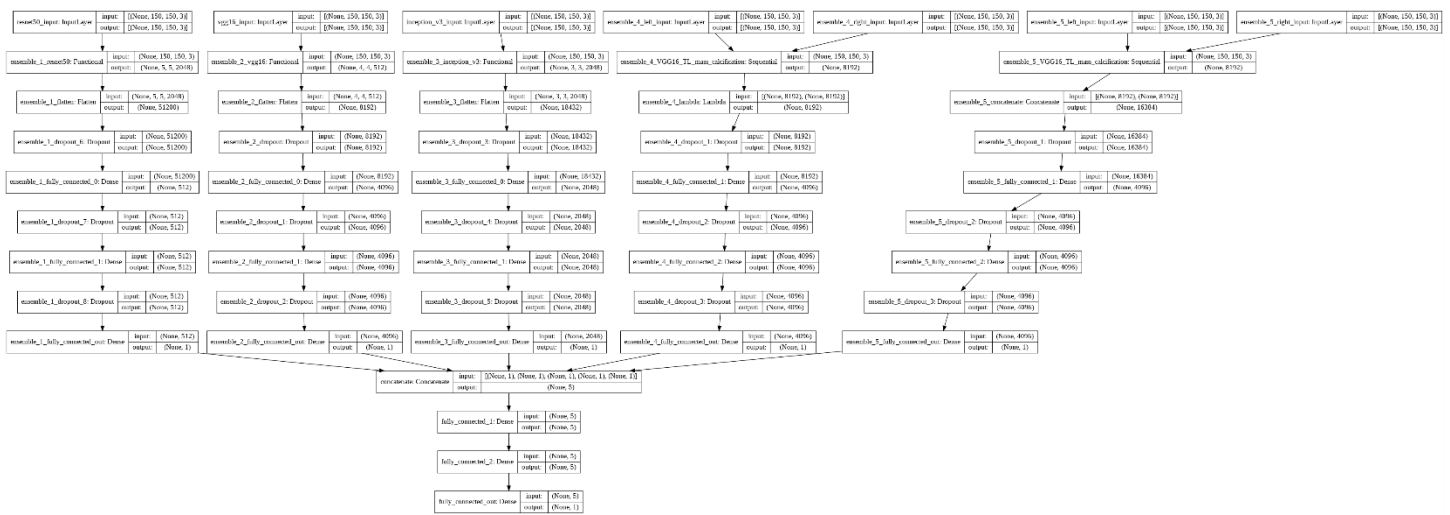 resnet50_input: InputLayer input: [(None, 150, 150, 3)] output: [(None, 150, 150, 3)]
vgg16_input: InputLayer input: [(None, 150, 150, 3)] output: [(None, 150, 150, 3)]
inception_v3_input: InputLayer input: [(None, 150, 150, 3)] output: [(None, 150, 150, 3)]
ensemble_4_left_input: InputLayer input: [(None, 150, 150, 3)] output: [(None, 150, 150, 3)]
ensemble_4_right_input: InputLayer input: [(None, 150, 150, 3)] output: [(None, 150, 150, 3)]
ensemble_5_left_input: InputLayer input: [(None, 150, 150, 3)] output: [(None, 150, 150, 3)]
ensemble_5_right_input: InputLayer input: [(None, 150, 150, 3)] output: [(None, 150, 150, 3)]
ensemble_1_resnet50: Functional input: (None, 150, 150, 3) output: (None, 5, 5, 2048)
ensemble_2_vgg16: Functional input: (None, 150, 150, 3) output: (None, 4, 4, 512)
ensemble_3_inception_v3: Functional input: (None, 150, 150, 3) output: (None, 3, 3, 2048)
ensemble_4_VGG16_TL_mam_calcification: Sequential input: (None, 150, 150, 3) output: (None, 8192)
ensemble_5_VGG16_TL_mam_calcification: Sequential input: (None, 150, 150, 3) output: (None, 8192)
ensemble_1_flatten: Flatten input: (None, 5, 5, 2048) output: (None, 51200)
ensemble_2_flatten: Flatten input: (None, 4, 4, 512) output: (None, 8192)
ensemble_3_flatten: Flatten input: (None, 3, 3, 2048) output: (None, 18432)
ensemble_4_lambda: Lambda input: [(None, 8192), (None, 8192)] output: (None, 8192)
ensemble_5_concatenate: Concatenate input: [(None, 8192), (None, 8192)] output: (None, 16384)
ensemble_1_dropout_6: Dropout input: (None, 51200) output: (None, 51200)
ensemble_2_dropout: Dropout input: (None, 8192) output: (None, 8192)
ensemble_3_dropout_3: Dropout input: (None, 18432) output: (None, 18432)
ensemble_4_dropout_1: Dropout input: (None, 8192) output: (None, 8192)
ensemble_5_dropout_1: Dropout input: (None, 16384) output: (None, 16384)
ensemble_1_fully_connected_0: Dense input: (None, 51200) output: (None, 512)
ensemble_2_fully_connected_0: Dense input: (None, 8192) output: (None, 4096)
ensemble_3_fully_connected_0: Dense input: (None, 18432) output: (None, 2048)
ensemble_4_fully_connected_1: Dense input: (None, 8192) output: (None, 4096)
ensemble_5_fully_connected_1: Dense input: (None, 16384) output: (None, 4096)
ensemble_1_dropout_7: Dropout input: (None, 512) output: (None, 512)
ensemble_2_dropout_1: Dropout input: (None, 4096) output: (None, 4096)
ensemble_3_dropout_4: Dropout input: (None, 2048) output: (None, 2048)
ensemble_4_dropout_2: Dropout input: (None, 4096) output: (None, 4096)
ensemble_5_dropout_2: Dropout input: (None, 4096) output: (None, 4096)
ensemble_1_fully_connected_1: Dense input: (None, 512) output: (None, 512)
ensemble_2_fully_connected_1: Dense input: (None, 4096) output: (None, 4096)
ensemble_3_fully_connected_1: Dense input: (None, 2048) output: (None, 2048)
ensemble_4_fully_connected_2: Dense input: (None, 4096) output: (None, 4096)
ensemble_5_fully_connected_2: Dense input: (None, 4096) output: (None, 4096)
ensemble_1_dropout_8: Dropout input: (None, 512) output: (None, 512)
ensemble_2_dropout_2: Dropout input: (None, 4096) output: (None, 4096)
ensemble_3_dropout_5: Dropout input: (None, 2048) output: (None, 2048)
ensemble_4_dropout_3: Dropout input: (None, 4096) output: (None, 4096)
ensemble_5_dropout_3: Dropout input: (None, 4096) output: (None, 4096)
ensemble_1_fully_connected_out: Dense input: (None, 512) output: (None, 1)
ensemble_2_fully_connected_out: Dense input: (None, 4096) output: (None, 1)
ensemble_3_fully_connected_out: Dense input: (None, 2048) output: (None, 1)
ensemble_4_fully_connected_out: Dense input: (None, 4096) output: (None, 1)
ensemble_5_fully_connected_out: Dense input: (None, 4096) output: (None, 1)
concatenate: Concatenate input: [(None, 1), (None, 1), (None, 1), (None, 1), (None, 1)] output: (None, 5)
fully_connected_1: Dense input: (None, 5) output: (None, 5)
fully_connected_2: Dense input: (None, 5) output: (None, 5)
fully_connected_out: Dense input: (None, 5) output: (None, 1)